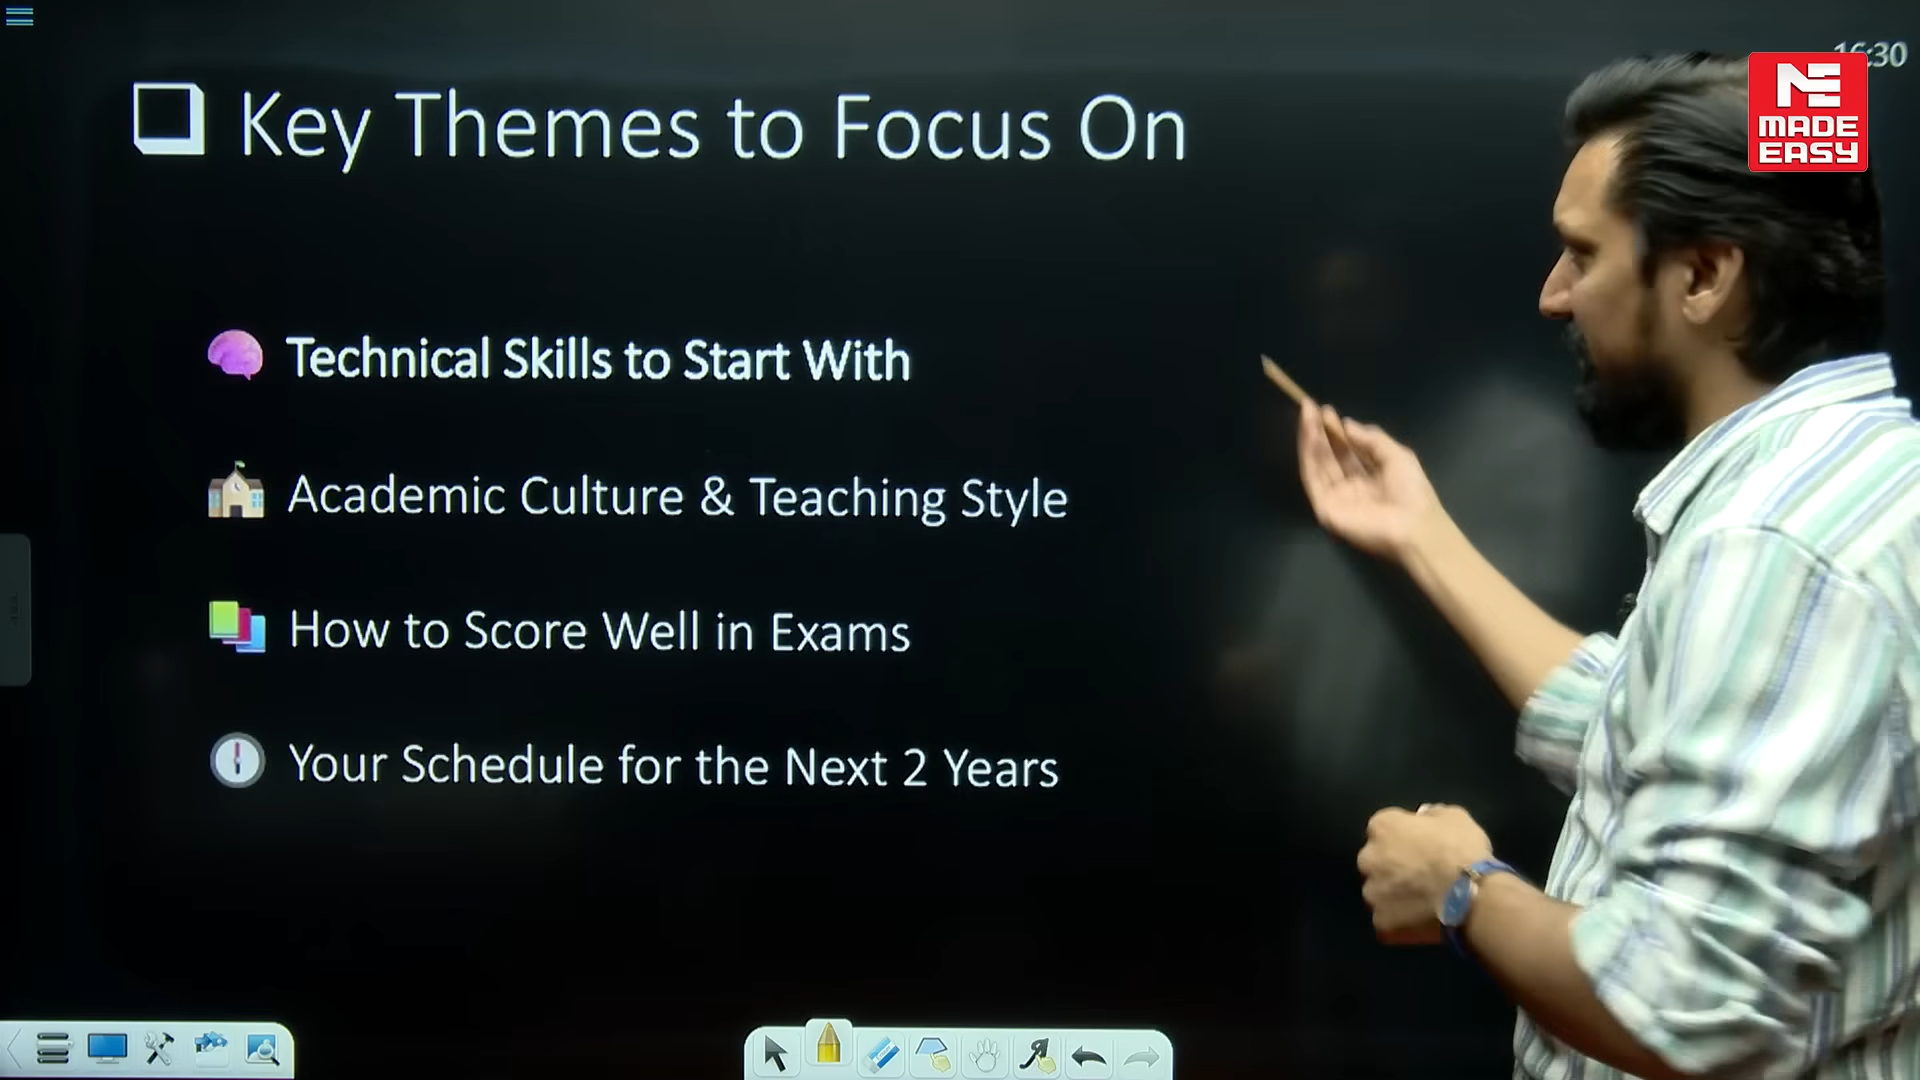 16:30
MADE
EASY
Key Themes to Focus On
Technical Skills to Start With
Academic Culture & Teaching Style
How to Score Well in Exams
Your Schedule for the Next 2 Years